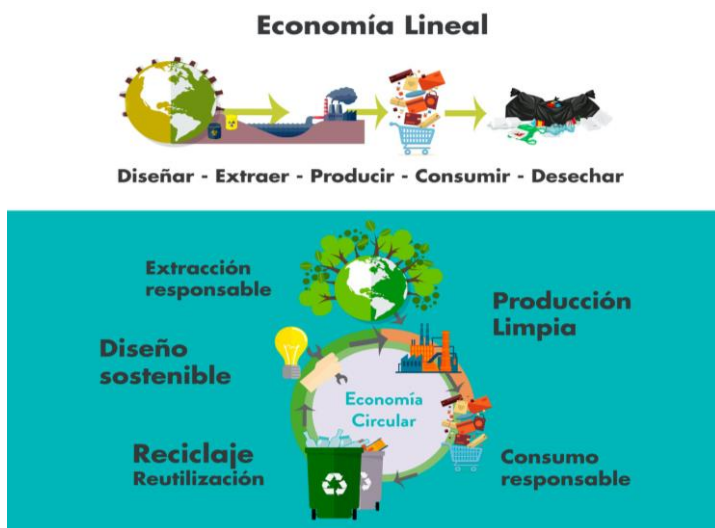 Economía Lineal
Diseñar - Extraer - Producir - Consumir - Desechar
Extracción
responsable
Producción
Limpia
Diseño
sostenible
Economía
Circular
Reciclaje
Reutilización
Consumo
responsable